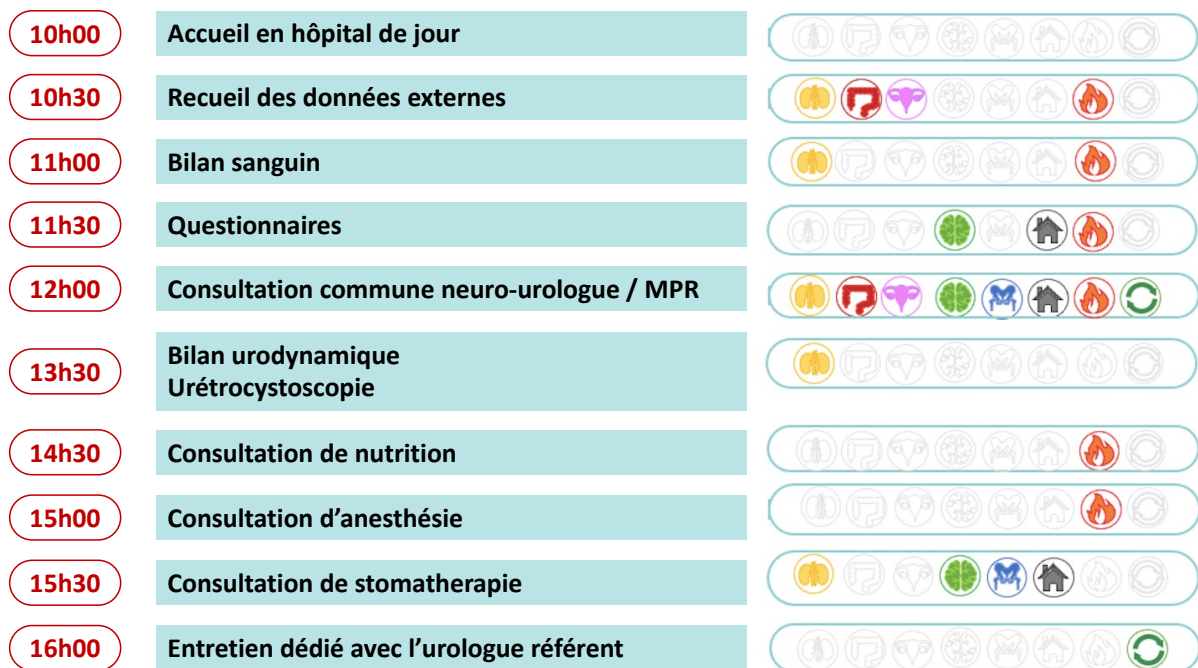 10h00 Accueil en hôpital de jour
10h30 Recueil des données externes
11h00 Bilan sanguin
11h30 Questionnaires
12h00 Consultation commune neuro-urologue / MPR
13h30 Bilan urodynamique
Urétrocystoscopie
14h30 Consultation de nutrition
15h00 Consultation d’anesthésie
15h30 Consultation de stomatherapie
16h00 Entretien dédié avec l’urologue référent